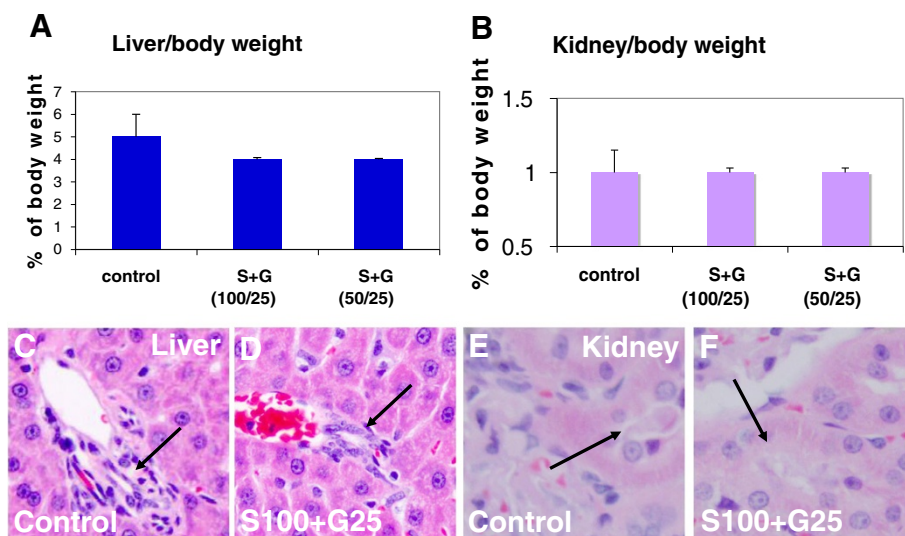 A
Liver/body weight
% of body weight
7
6
5
4
3
2
1
0
control
S+G
(100/25)
S+G
(50/25)
B
Kidney/body weight
% of body weight
1.5
1
0.5
control
S+G
(100/25)
S+G
(50/25)
C
Liver
Control
D
S100+G25
E
Kidney
Control
F
S100+G25